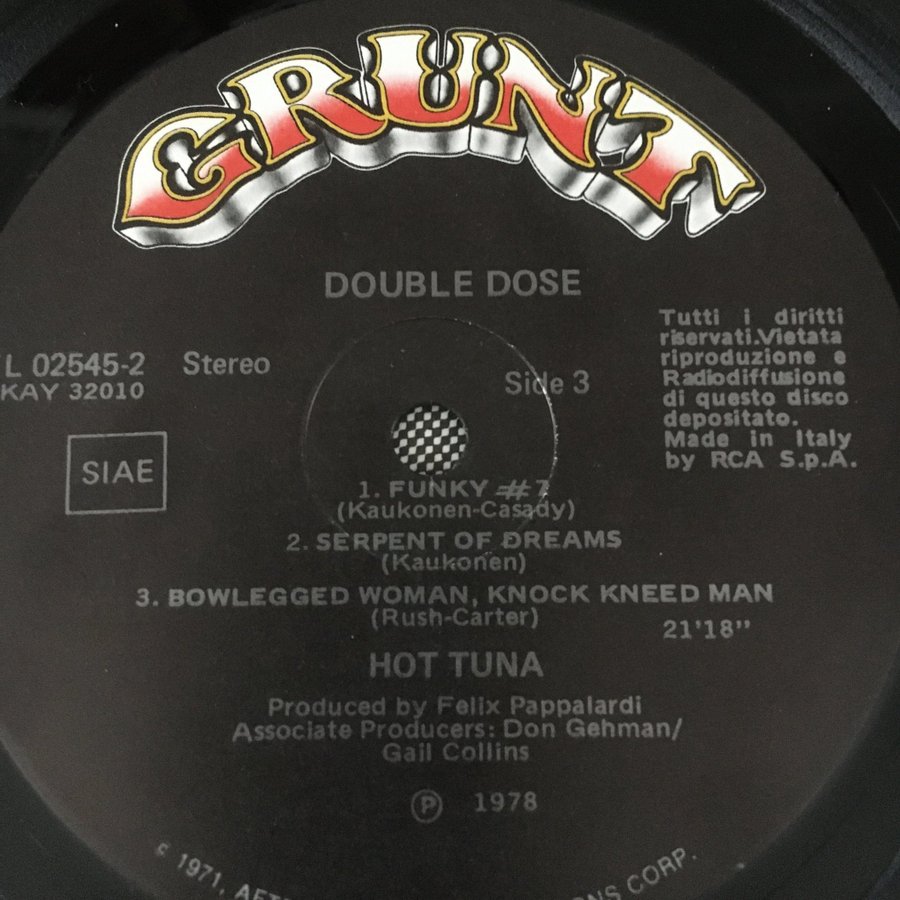 GRUNT
DOUBLE DOSE
L 02545-2 Stereo
KAY 32010
Side 3
Tutti i diritti
riservati.Vietata
riproduzione e
Radiodiffusione
di questo disco
depositato.
Made in Italy
by RCA S.p.A.
SIAE
1. FUNKY #7
(Kaukonen-Casady)
2. SERPENT OF DREAMS
(Kaukonen)
3. BOWLEGGED WOMAN, KNOCK KNEED MAN
(Rush-Carter)
21'18"
HOT TUNA
Produced by Felix Pappalardi
Associate Producers: Don Gehman/
Gail Collins
℗ 1978
1971, CORP.